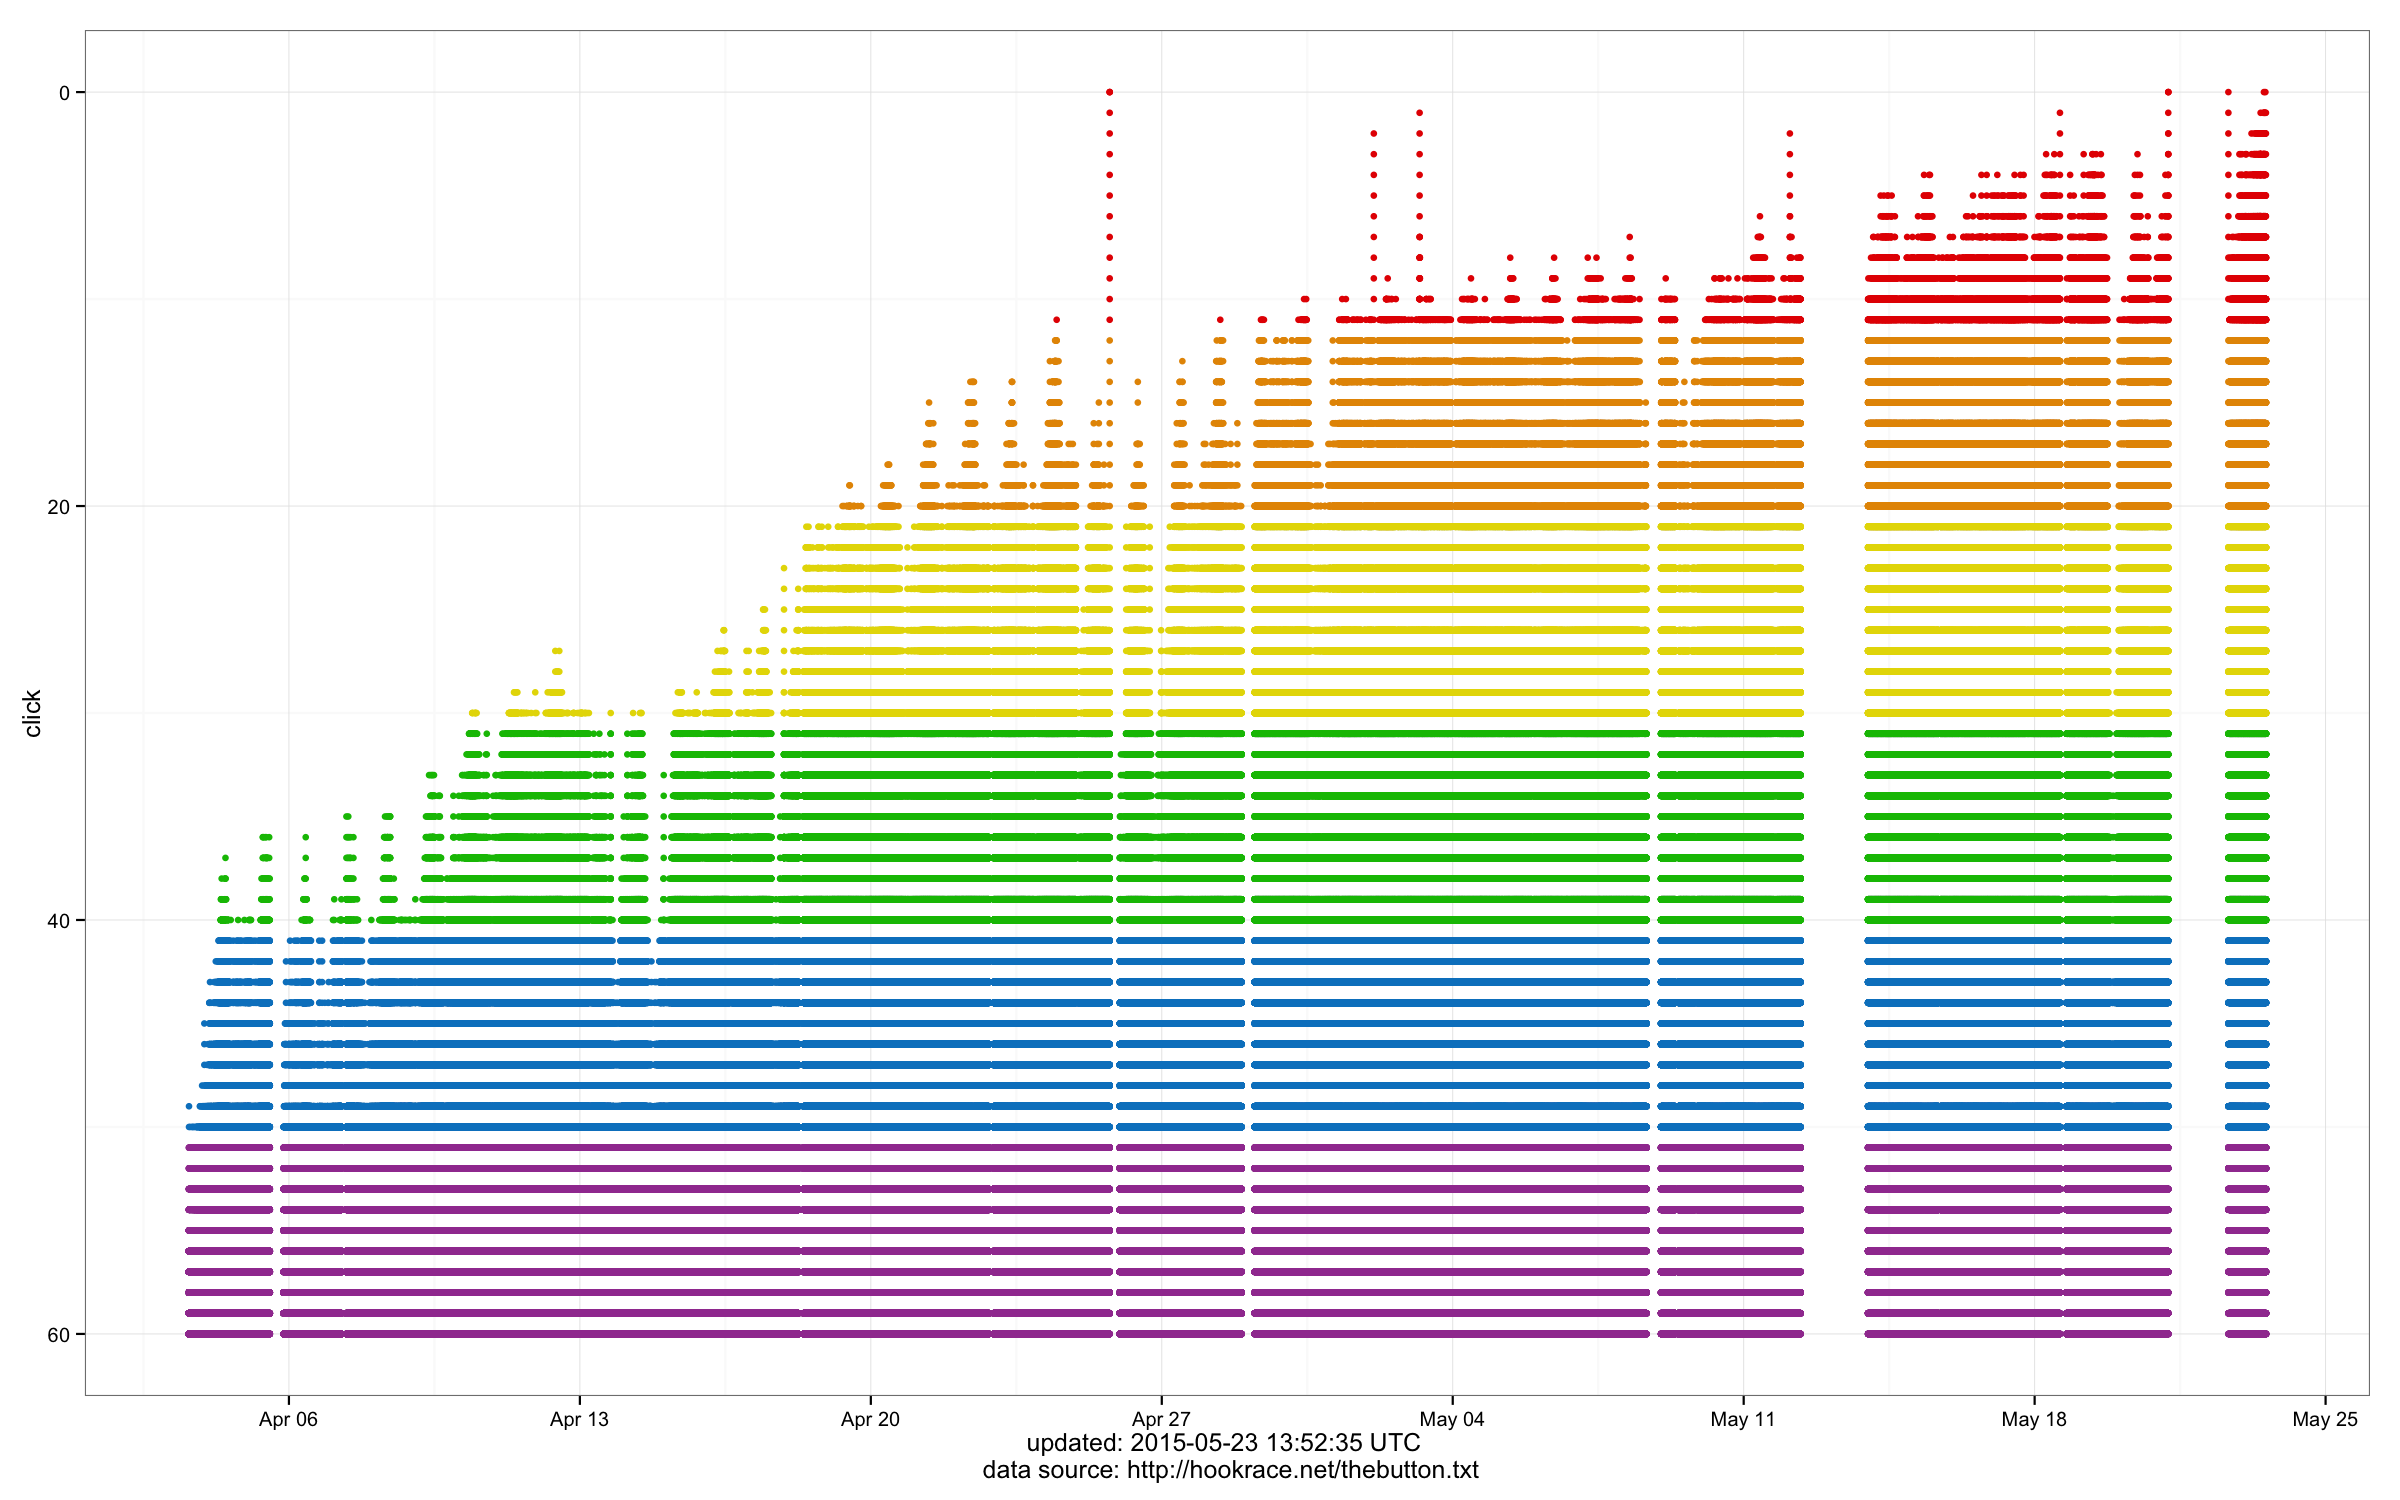 0
20
40
60
click
Apr 06
Apr 13
Apr 20
Apr 27
May 04
May 11
May 18
May 25
updated: 2015-05-23 13:52:35 UTC
data source: http://hookrace.net/thebutton.txt